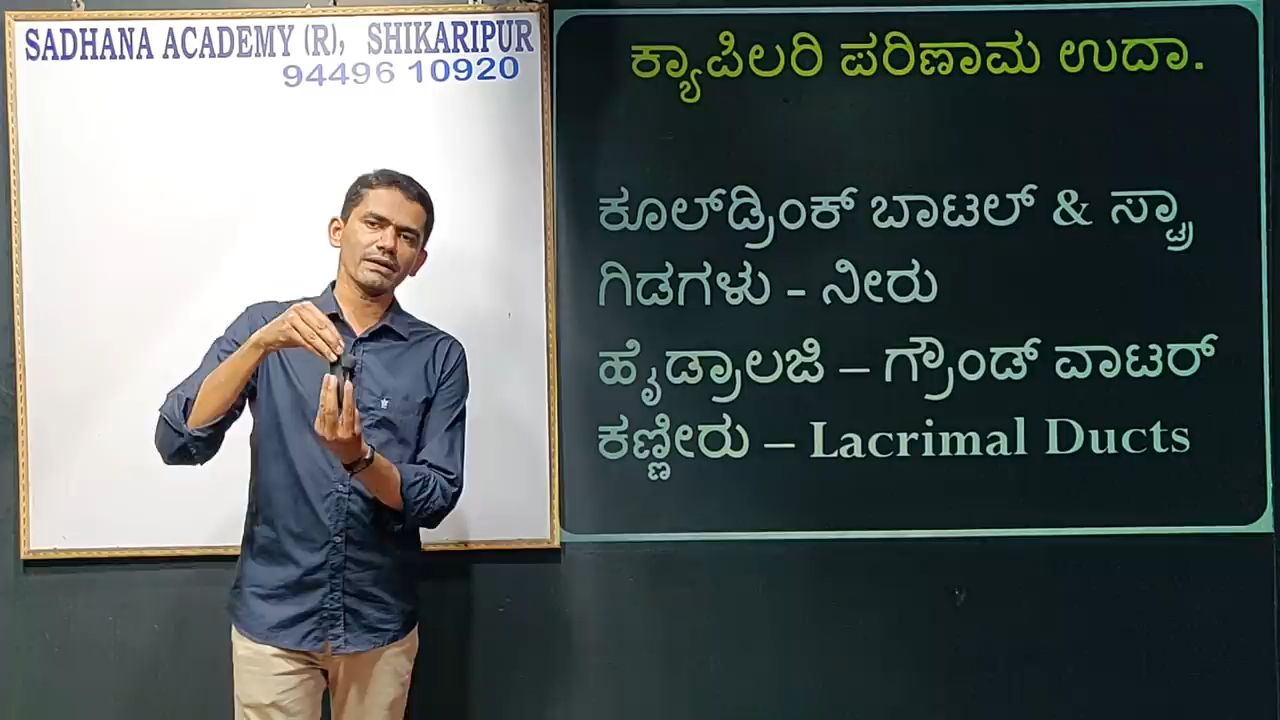 SADHANA ACADEMY (R), SHIKARIPUR
94496 10920
ಕ್ಯಾಪಿಲರಿ ಪರಿಣಾಮ ಉದಾ.
ಕೂಲ್‌ಡ್ರಿಂಕ್ ಬಾಟಲ್ & ಸ್ಟ್ರಾ
ಗಿಡಗಳು - ನೀರು
ಹೈಡ್ರಾಲಜಿ – ಗ್ರೌಂಡ್ ವಾಟರ್
ಕಣ್ಣೀರು – Lacrimal Ducts